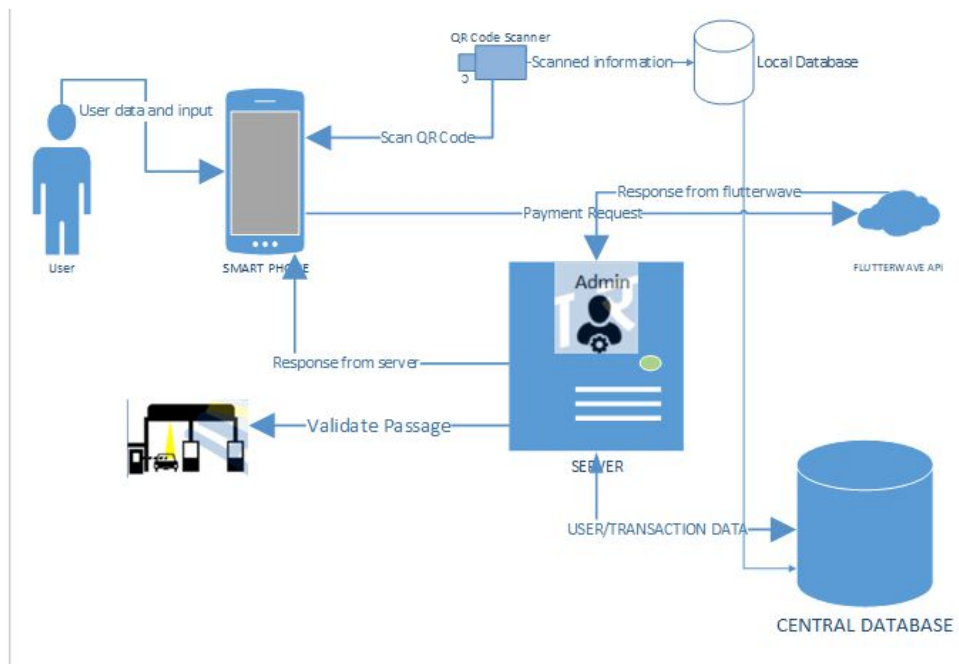 QR Code Scanner
Scanned information
Local Database
User data and input
Scan QR Code
Response from flutterwave
Payment Request
User
SMART PHONE
FLUTTERWAVE API
Admin
Response from server
Validate Passage
SERVER
USER/TRANSACTION DATA
CENTRAL DATABASE